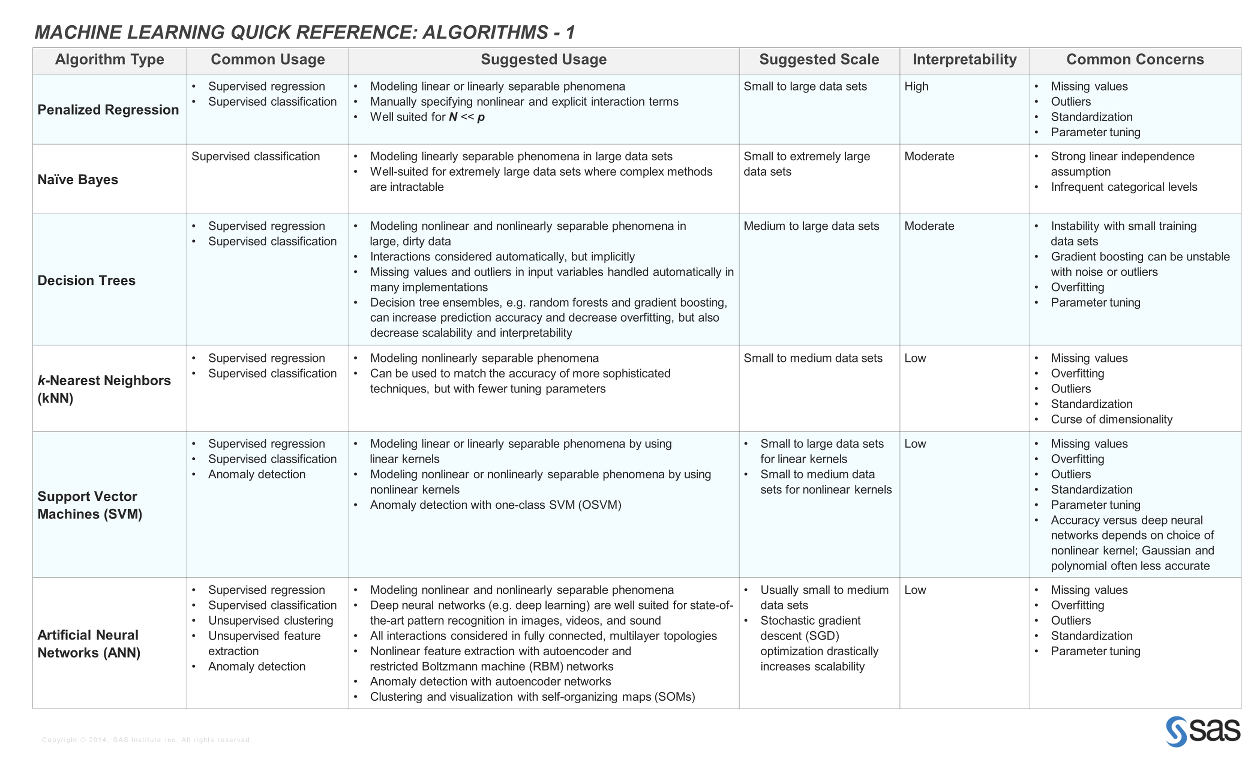 MACHINE LEARNING QUICK REFERENCE: ALGORITHMS - 1
Algorithm Type
Common Usage
Suggested Usage
Suggested Scale
Interpretability
Common Concerns
Penalized Regression
• Supervised regression
• Supervised classification
• Modeling linear or linearly separable phenomena
• Manually specifying nonlinear and explicit interaction terms
• Well suited for N << p
Small to large data sets
High
• Missing values
• Outliers
• Standardization
• Parameter tuning
Naïve Bayes
Supervised classification
• Modeling linearly separable phenomena in large data sets
• Well-suited for extremely large data sets where complex methods
are intractable
Small to extremely large
data sets
Moderate
• Strong linear independence
assumption
• Infrequent categorical levels
Decision Trees
• Supervised regression
• Supervised classification
• Modeling nonlinear and nonlinearly separable phenomena in
large, dirty data
• Interactions considered automatically, but implicitly
• Missing values and outliers in input variables handled automatically in
many implementations
• Decision tree ensembles, e.g. random forests and gradient boosting,
can increase prediction accuracy and decrease overfitting, but also
decrease scalability and interpretability
Medium to large data sets
Moderate
• Instability with small training
data sets
• Gradient boosting can be unstable
with noise or outliers
• Overfitting
• Parameter tuning
k-Nearest Neighbors
(kNN)
• Supervised regression
• Supervised classification
• Modeling nonlinearly separable phenomena
• Can be used to match the accuracy of more sophisticated
techniques, but with fewer tuning parameters
Small to medium data sets
Low
• Missing values
• Overfitting
• Outliers
• Standardization
• Curse of dimensionality
Support Vector
Machines (SVM)
• Supervised regression
• Supervised classification
• Anomaly detection
• Modeling linear or linearly separable phenomena by using
linear kernels
• Modeling nonlinear or nonlinearly separable phenomena by using
nonlinear kernels
• Anomaly detection with one-class SVM (OSVM)
• Small to large data sets
for linear kernels
• Small to medium data
sets for nonlinear kernels
Low
• Missing values
• Overfitting
• Outliers
• Standardization
• Parameter tuning
• Accuracy versus deep neural
networks depends on choice of
nonlinear kernel; Gaussian and
polynomial often less accurate
Artificial Neural
Networks (ANN)
• Supervised regression
• Supervised classification
• Unsupervised clustering
• Unsupervised feature
extraction
• Anomaly detection
• Modeling nonlinear and nonlinearly separable phenomena
• Deep neural networks (e.g. deep learning) are well suited for state-of-
the-art pattern recognition in images, videos, and sound
• All interactions considered in fully connected, multilayer topologies
• Nonlinear feature extraction with autoencoder and
restricted Boltzmann machine (RBM) networks
• Anomaly detection with autoencoder networks
• Clustering and visualization with self-organizing maps (SOMs)
• Usually small to medium
data sets
• Stochastic gradient
descent (SGD)
optimization drastically
increases scalability
Low
• Missing values
• Overfitting
• Outliers
• Standardization
• Parameter tuning
Copyright © 2014, SAS Institute Inc. All rights reserved.
sas